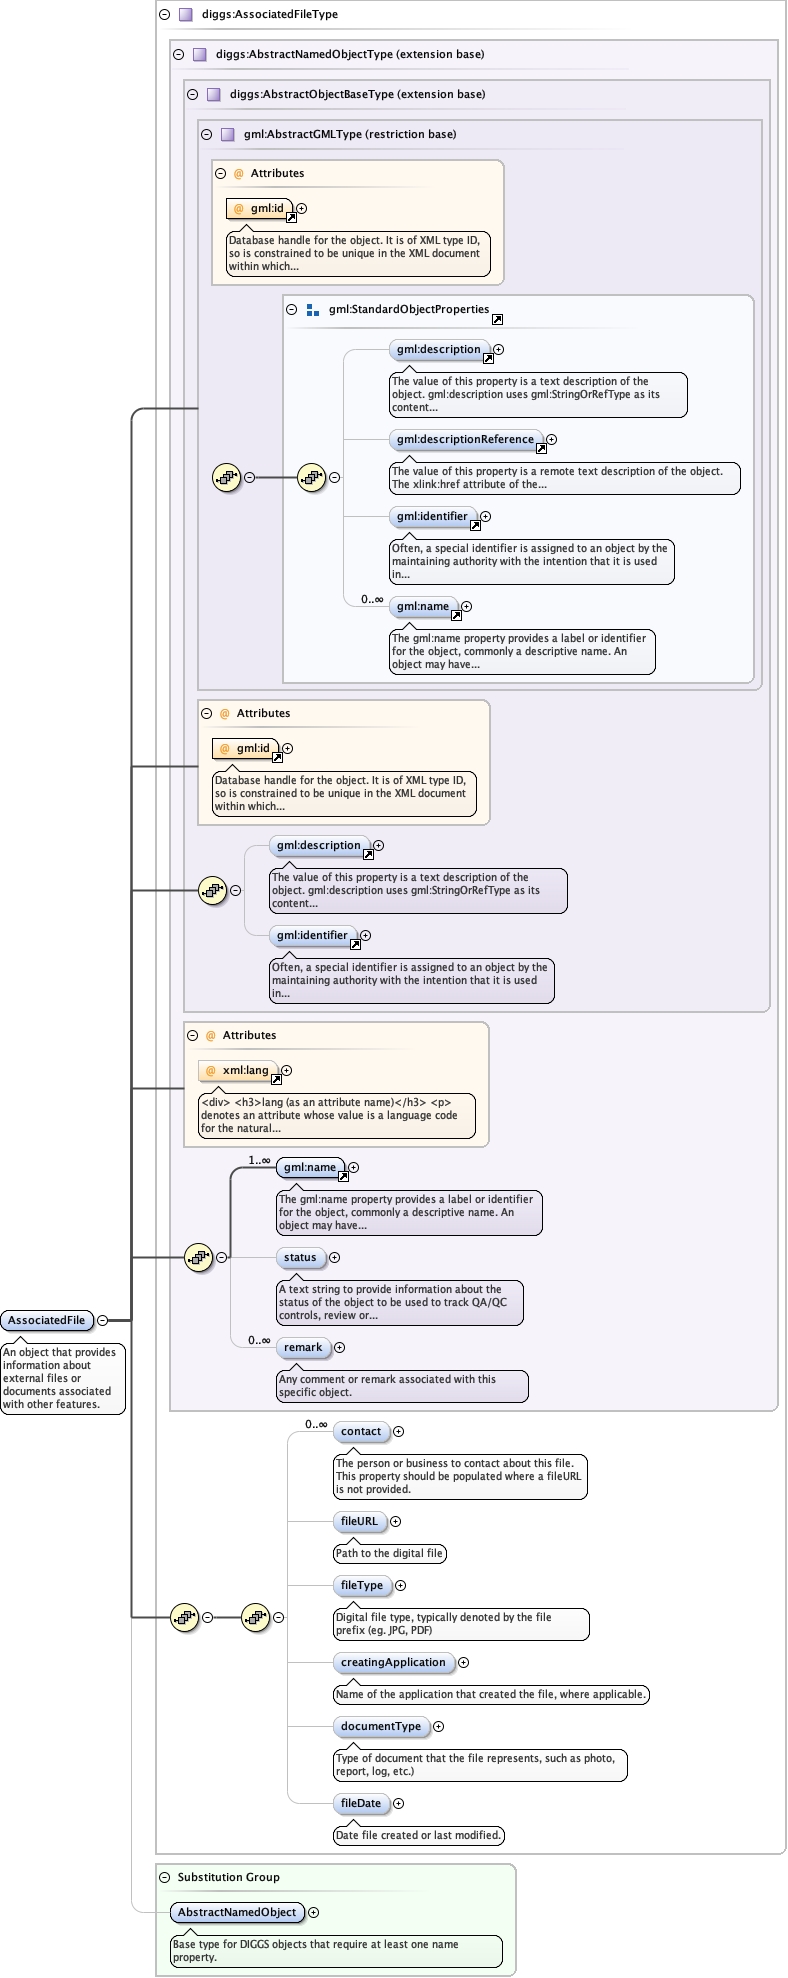 diggs:AssociatedFileType
diggs:AbstractNamedObjectType (extension base)
diggs:AbstractObjectBaseType (extension base)
gml:AbstractGMLType (restriction base)
@ Attributes
@ gml:id
Database handle for the object. It is of XML type ID,
so is constrained to be unique in the XML document
within which...
gml:StandardObjectProperties
gml:description
The value of this property is a text description of the
object. gml:description uses gml:StringOrRefType as its
content...
gml:descriptionReference
The value of this property is a remote text description of the object.
The xlink:href attribute of the...
gml:identifier
Often, a special identifier is assigned to an object by the
maintaining authority with the intention that it is used
in...
0..∞
gml:name
The gml:name property provides a label or identifier
for the object, commonly a descriptive name. An
object may have...
@ Attributes
@ gml:id
Database handle for the object. It is of XML type ID,
so is constrained to be unique in the XML document
within which...
gml:description
The value of this property is a text description of the
object. gml:description uses gml:StringOrRefType as its
content...
gml:identifier
Often, a special identifier is assigned to an object by the
maintaining authority with the intention that it is used
in...
@ Attributes
@ xml:lang
<div> <h3>lang (as an attribute name)</h3> <p>
denotes an attribute whose value is a language code
for the natural...
1..∞
gml:name
The gml:name property provides a label or identifier
for the object, commonly a descriptive name. An
object may have...
status
A text string to provide information about the
status of the object to be used to track QA/QC
controls, review or...
0..∞
remark
Any comment or remark associated with this
specific object.
AssociatedFile
An object that provides
information about
external files or
documents associated
with other features.
0..∞
contact
The person or business to contact about this file.
This property should be populated where a fileURL
is not provided.
fileURL
Path to the digital file
fileType
Digital file type, typically denoted by the file
prefix (eg. JPG, PDF)
creatingApplication
Name of the application that created the file, where applicable.
documentType
Type of document that the file represents, such as photo,
report, log, etc.)
fileDate
Date file created or last modified.
Substitution Group
AbstractNamedObject
Base type for DIGGS objects that require at least one name
property.